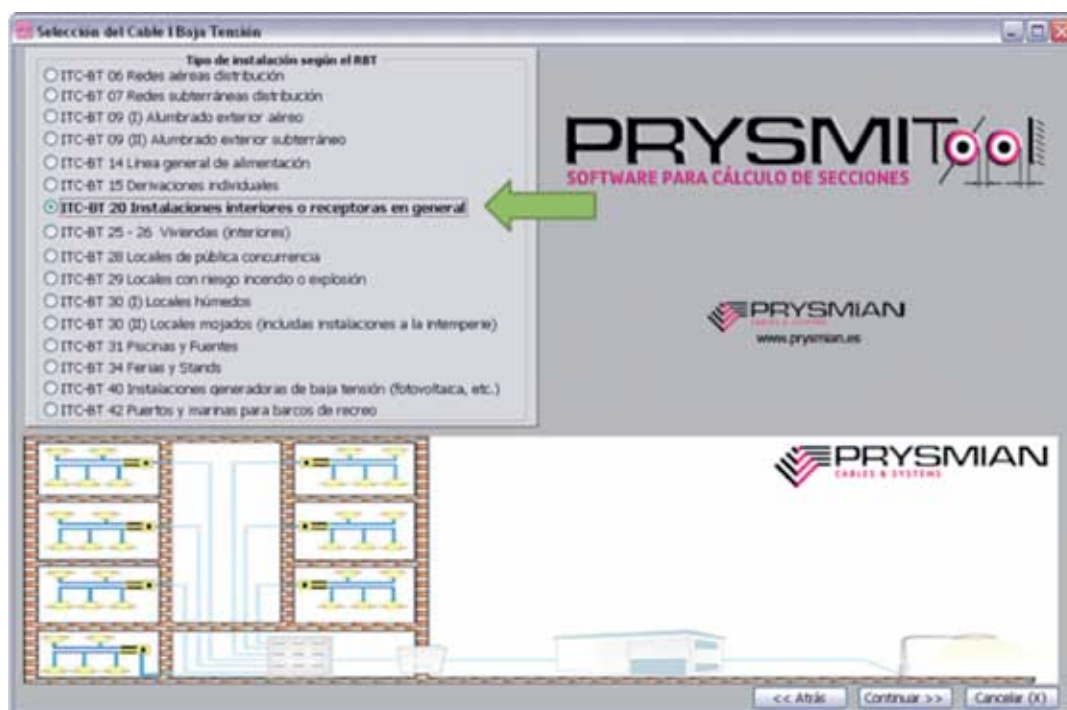 Selección del Cable I Baja Tensión
Tipo de instalación según el RBT
ITC-BT 06 Redes aéreas distribución
ITC-BT 07 Redes subterráneas distribución
ITC-BT 09 (I) Alumbrado exterior aéreo
ITC-BT 09 (II) Alumbrado exterior subterráneo
ITC-BT 14 Línea general de alimentación
ITC-BT 15 Derivaciones individuales
ITC-BT 20 Instalaciones interiores o receptoras en general
ITC-BT 25 - 26 Viviendas (interiores)
ITC-BT 28 Locales de pública concurrencia
ITC-BT 29 Locales con riesgo incendio o explosión
ITC-BT 30 (I) Locales húmedos
ITC-BT 30 (II) Locales mojados (incluidas instalaciones a la intemperie)
ITC-BT 31 Piscinas y Fuentes
ITC-BT 34 Ferias y Stands
ITC-BT 40 Instalaciones generadoras de baja tensión (fotovoltaica, etc.)
ITC-BT 42 Puertos y marinas para barcos de recreo
PRYSMITool
SOFTWARE PARA CÁLCULO DE SECCIONES
PRYSMIAN
CABLES & SYSTEMS
www.prysmian.es
PRYSMIAN
CABLES & SYSTEMS
<< Atrás
Continuar >>
Cancelar (X)